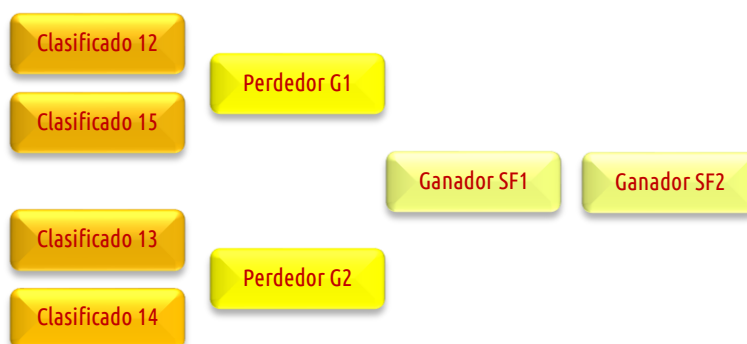 Clasificado 12
Perdedor G1
Clasificado 15
Ganador SF1
Ganador SF2
Clasificado 13
Perdedor G2
Clasificado 14